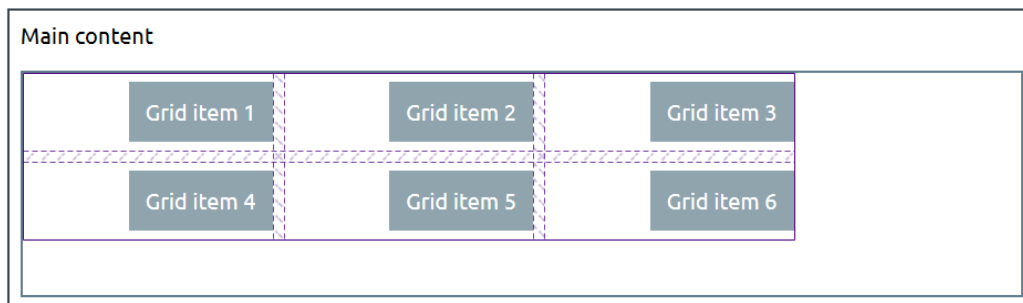 Main content
Grid item 1 Grid item 2 Grid item 3
Grid item 4 Grid item 5 Grid item 6